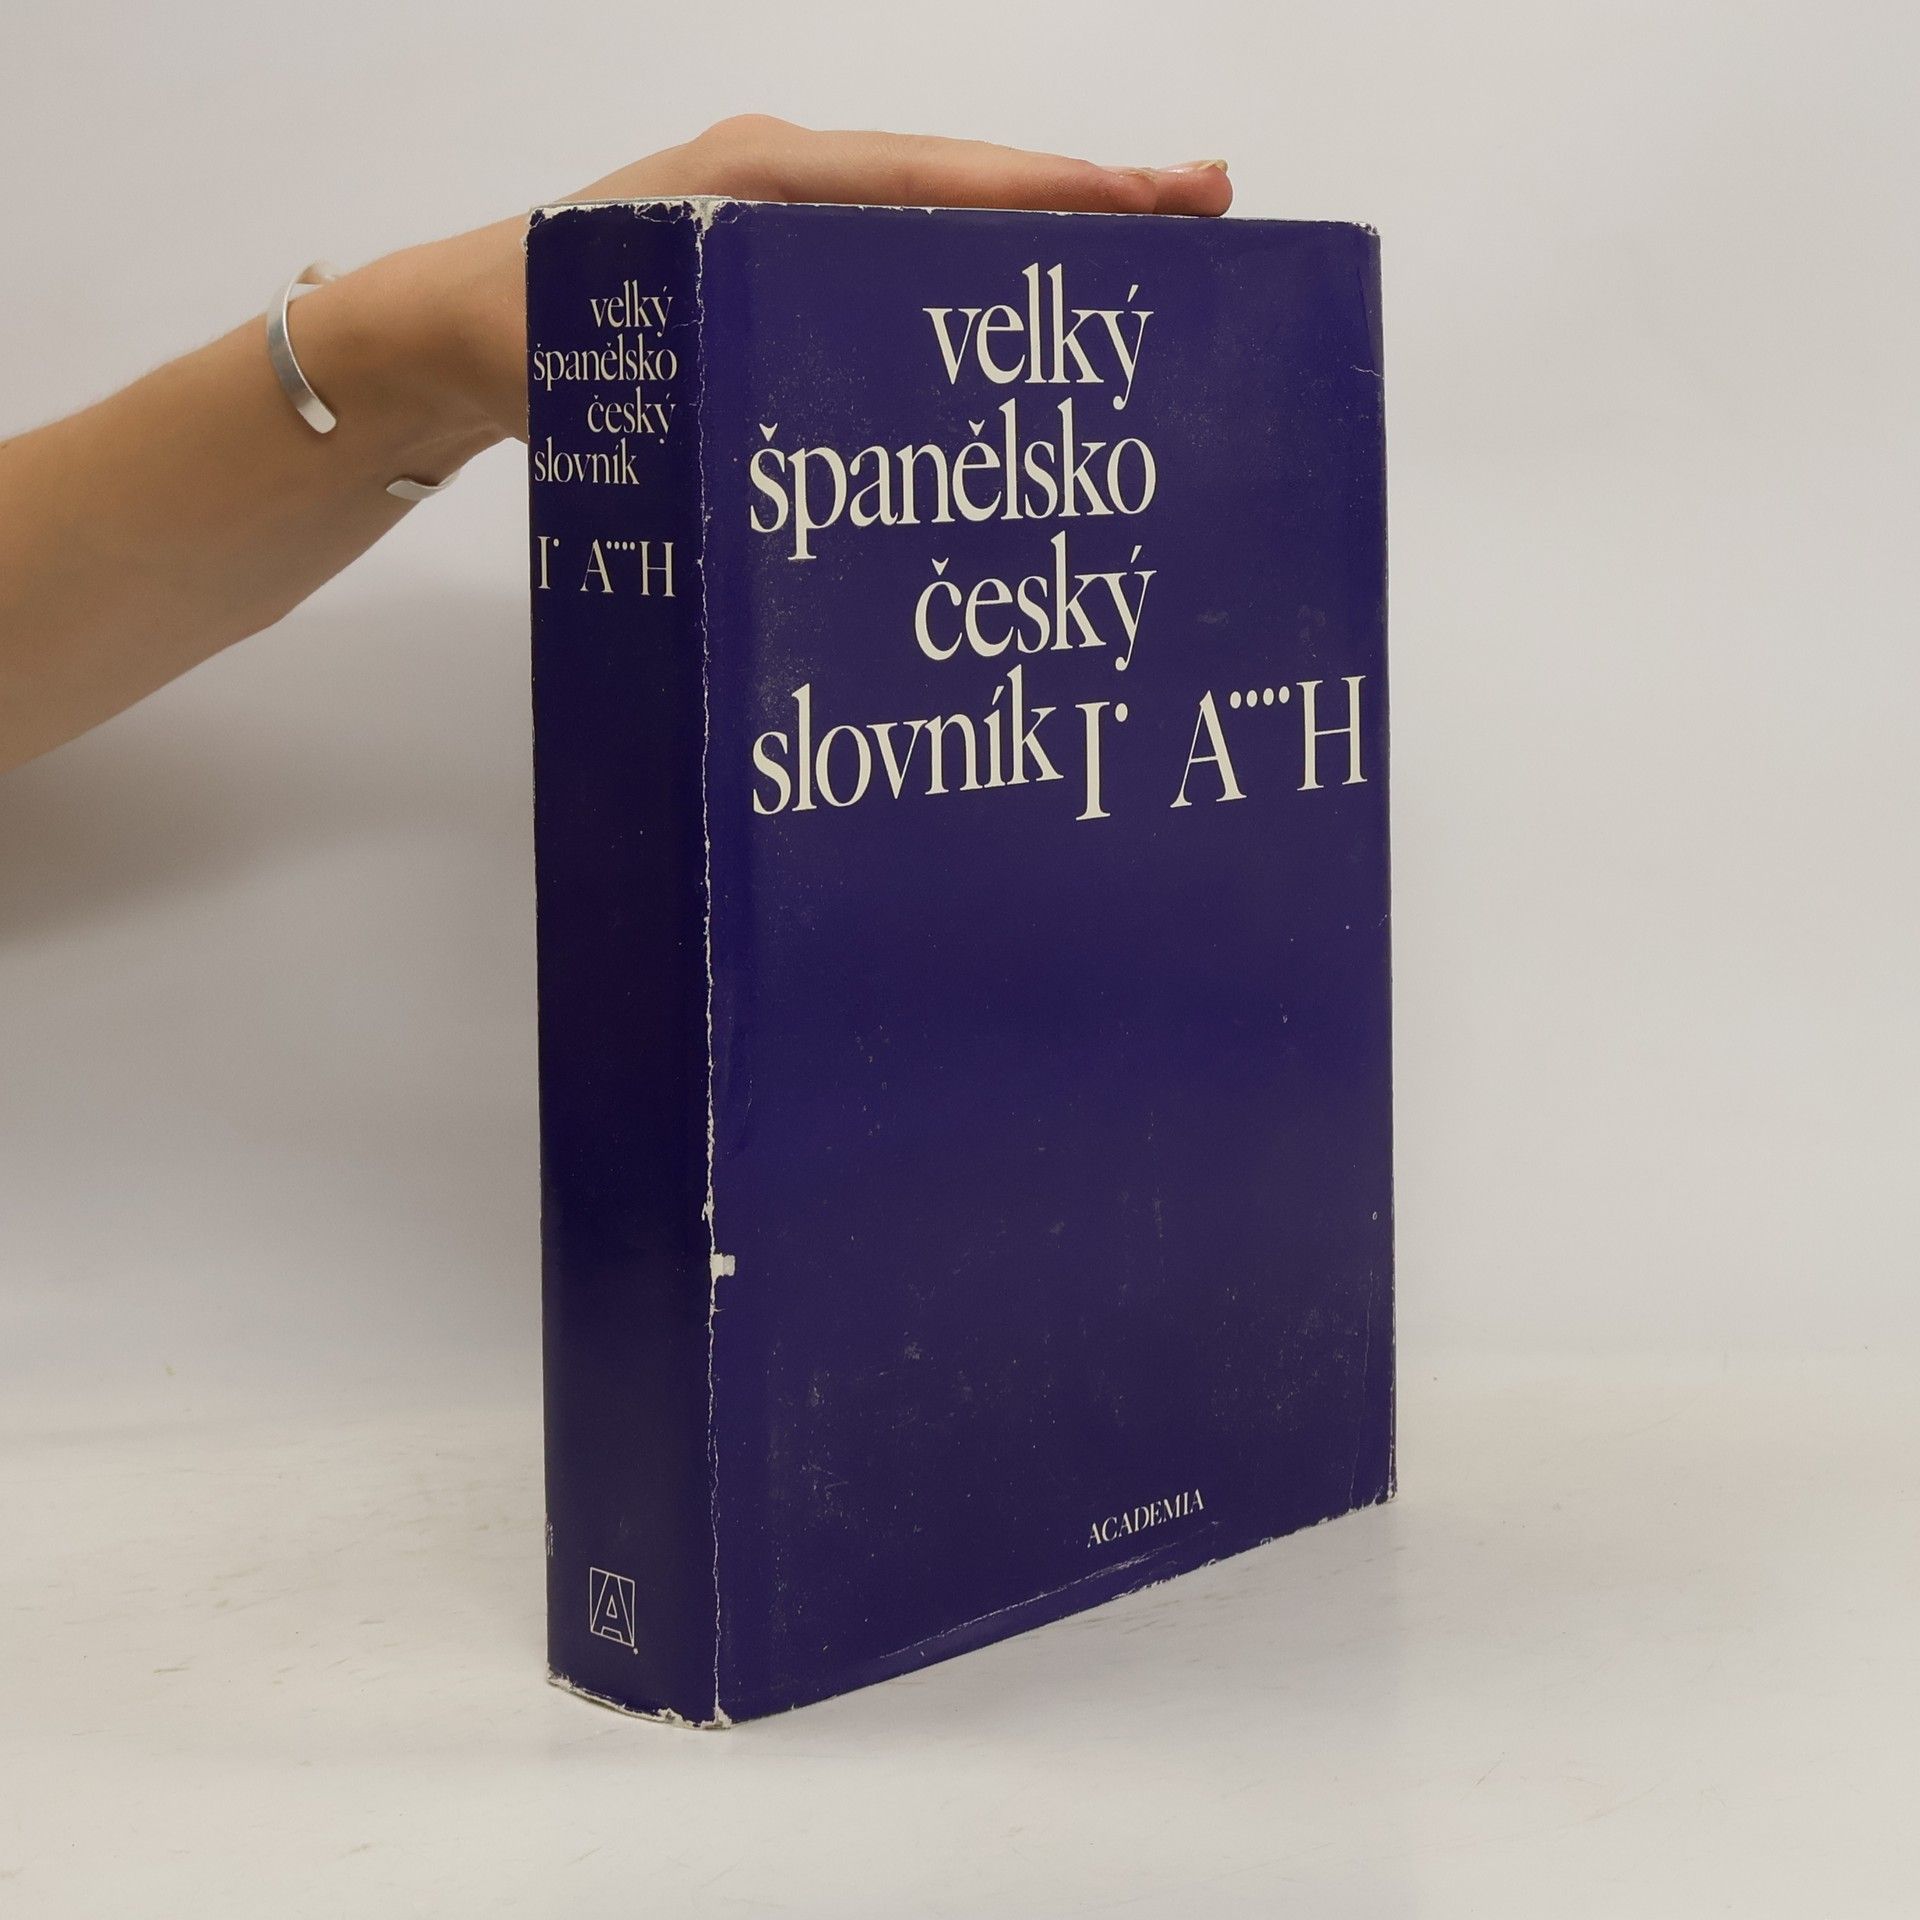 velký
španělsko
český
slovník
I· A····H
velký
španělsko
český
slovník I· A····H
ACADEMIA
A